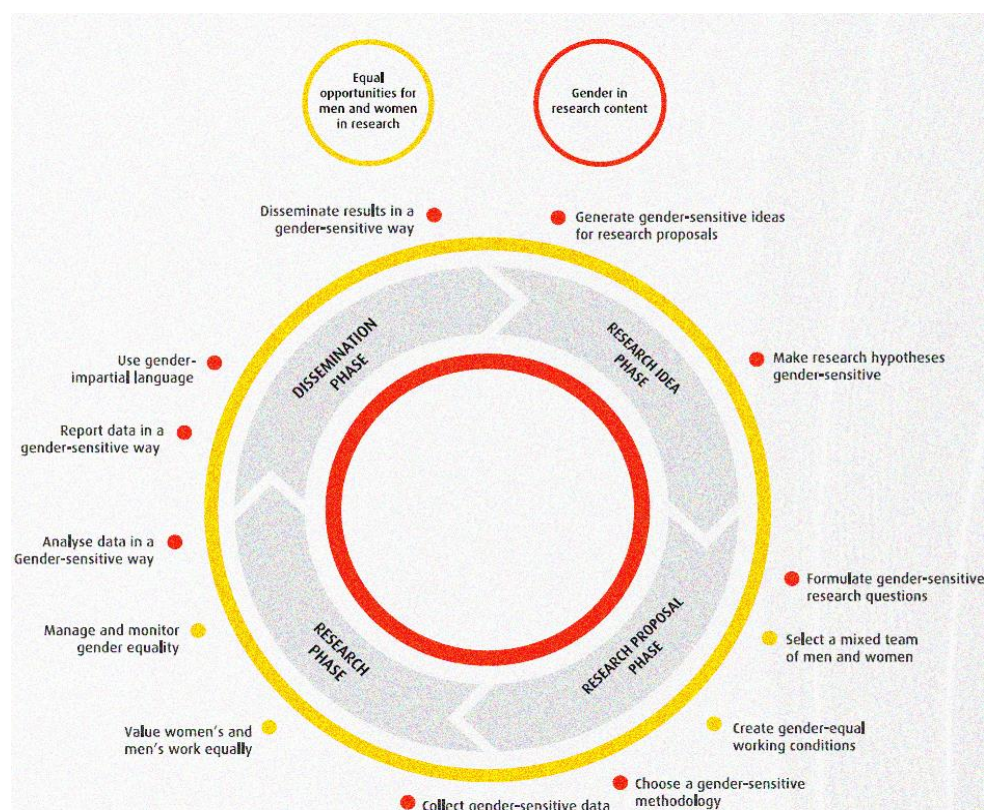 Equal
opportunities for
men and women
in research
Gender in
research content
Disseminate results in a
gender-sensitive way
Generate gender-sensitive ideas
for research proposals
DISSEMINATION
PHASE
RESEARCH IDEA
PHASE
Use gender-
impartial language
Make research hypotheses
gender-sensitive
Report data in a
gender-sensitive way
Analyse data in a
Gender-sensitive way
Formulate gender-sensitive
research questions
Manage and monitor
gender equality
Select a mixed team
of men and women
RESEARCH
PHASE
RESEARCH PROPOSAL
PHASE
Value women's and
men's work equally
Create gender-equal
working conditions
Collect gender-sensitive data
Choose a gender-sensitive
methodology